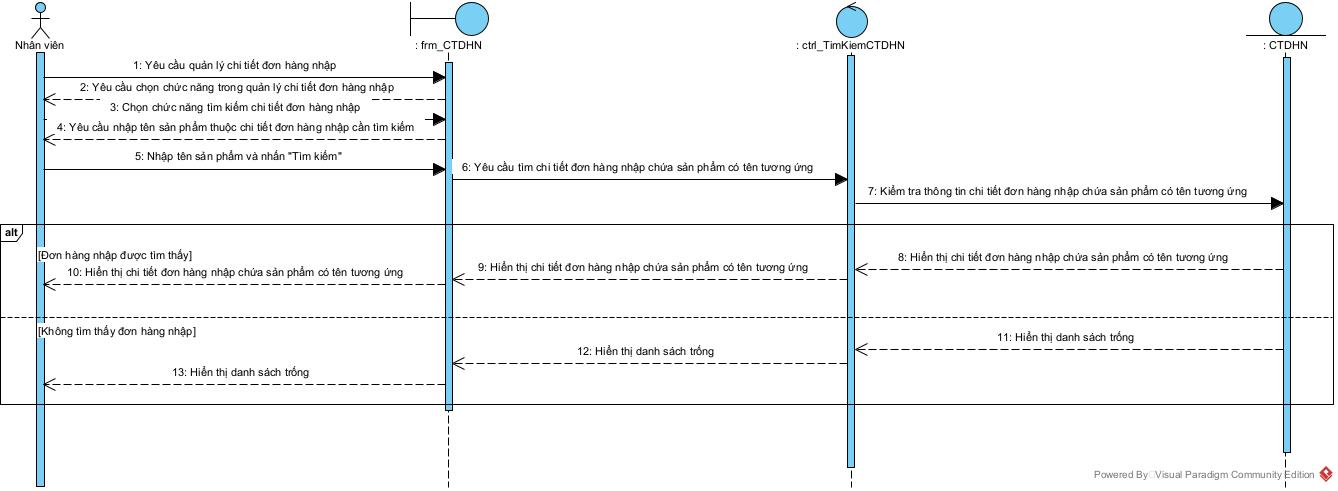 Nhân viên
: frm_CTDHN
: ctrl_TimKiemCTDHN
: CTDHN
1: Yêu cầu quản lý chi tiết đơn hàng nhập
2: Yêu cầu chọn chức năng trong quản lý chi tiết đơn hàng nhập
3: Chọn chức năng tìm kiếm chi tiết đơn hàng nhập
4: Yêu cầu nhập tên sản phẩm thuộc chi tiết đơn hàng nhập cần tìm kiếm
5: Nhập tên sản phẩm và nhấn "Tìm kiếm"
6: Yêu cầu tìm chi tiết đơn hàng nhập chứa sản phẩm có tên tương ứng
7: Kiểm tra thông tin chi tiết đơn hàng nhập chứa sản phẩm có tên tương ứng
alt
[Đơn hàng nhập được tìm thấy]
8: Hiển thị chi tiết đơn hàng nhập chứa sản phẩm có tên tương ứng
9: Hiển thị chi tiết đơn hàng nhập chứa sản phẩm có tên tương ứng
10: Hiển thị chi tiết đơn hàng nhập chứa sản phẩm có tên tương ứng
[Không tìm thấy đơn hàng nhập]
11: Hiển thị danh sách trống
12: Hiển thị danh sách trống
13: Hiển thị danh sách trống
Powered By Visual Paradigm Community Edition